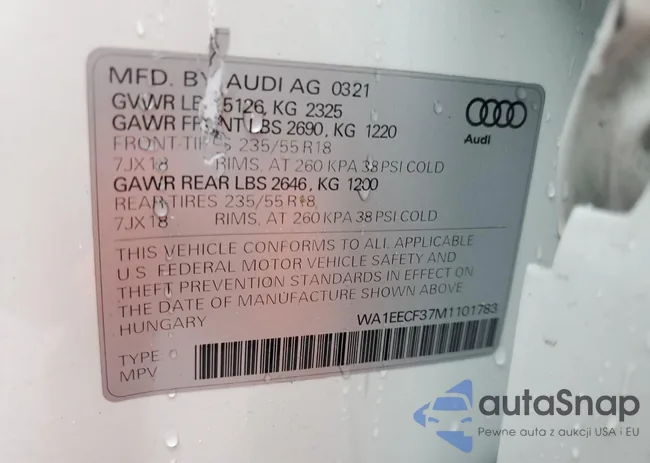 MFD. BY AUDI AG 0321
GVWR LBS 5126, KG 2325
GAWR FRONT LBS 2690, KG 1220
FRONT-TIRES 235/55 R18
7JX18 RIMS, AT 260 KPA 38 PSI COLD
GAWR REAR LBS 2646, KG 1200
REAR TIRES 235/55 R18
7JX18 RIMS, AT 260 KPA 38 PSI COLD
Audi
THIS VEHICLE CONFORMS TO ALL APPLICABLE
U.S. FEDERAL MOTOR VEHICLE SAFETY AND
THEFT PREVENTION STANDARDS IN EFFECT ON
THE DATE OF MANUFACTURE SHOWN ABOVE
HUNGARY WA1EECF37M1101783
TYPE:
MPV
autaSnap
Pewne auta z aukcji USA i EU